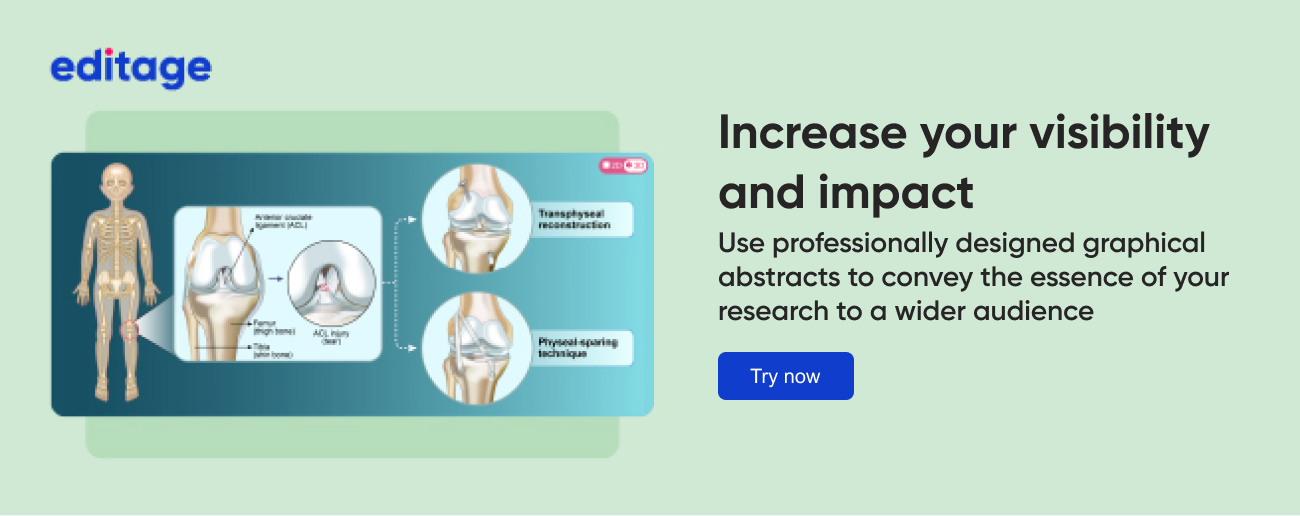 editage
2D 3D
Anterior cruciate
ligament (ACL)
Femur
(thigh bone)
Tibia
(shin bone)
ACL injury
(tear)
Transphyseal
reconstruction
Physeal-sparing
technique
Increase your visibility
and impact
Use professionally designed graphical
abstracts to convey the essence of your
research to a wider audience
Try now